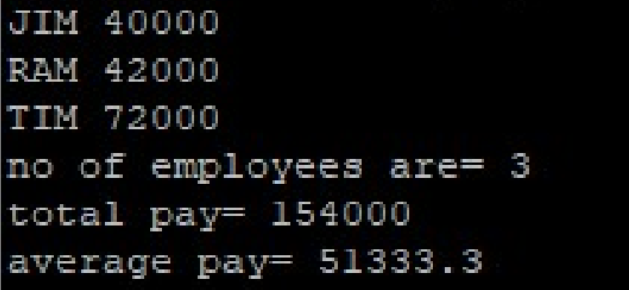 JIM 40000
RAM 42000
TIM 72000
no of employees are= 3
total pay= 154000
average pay= 51333.3